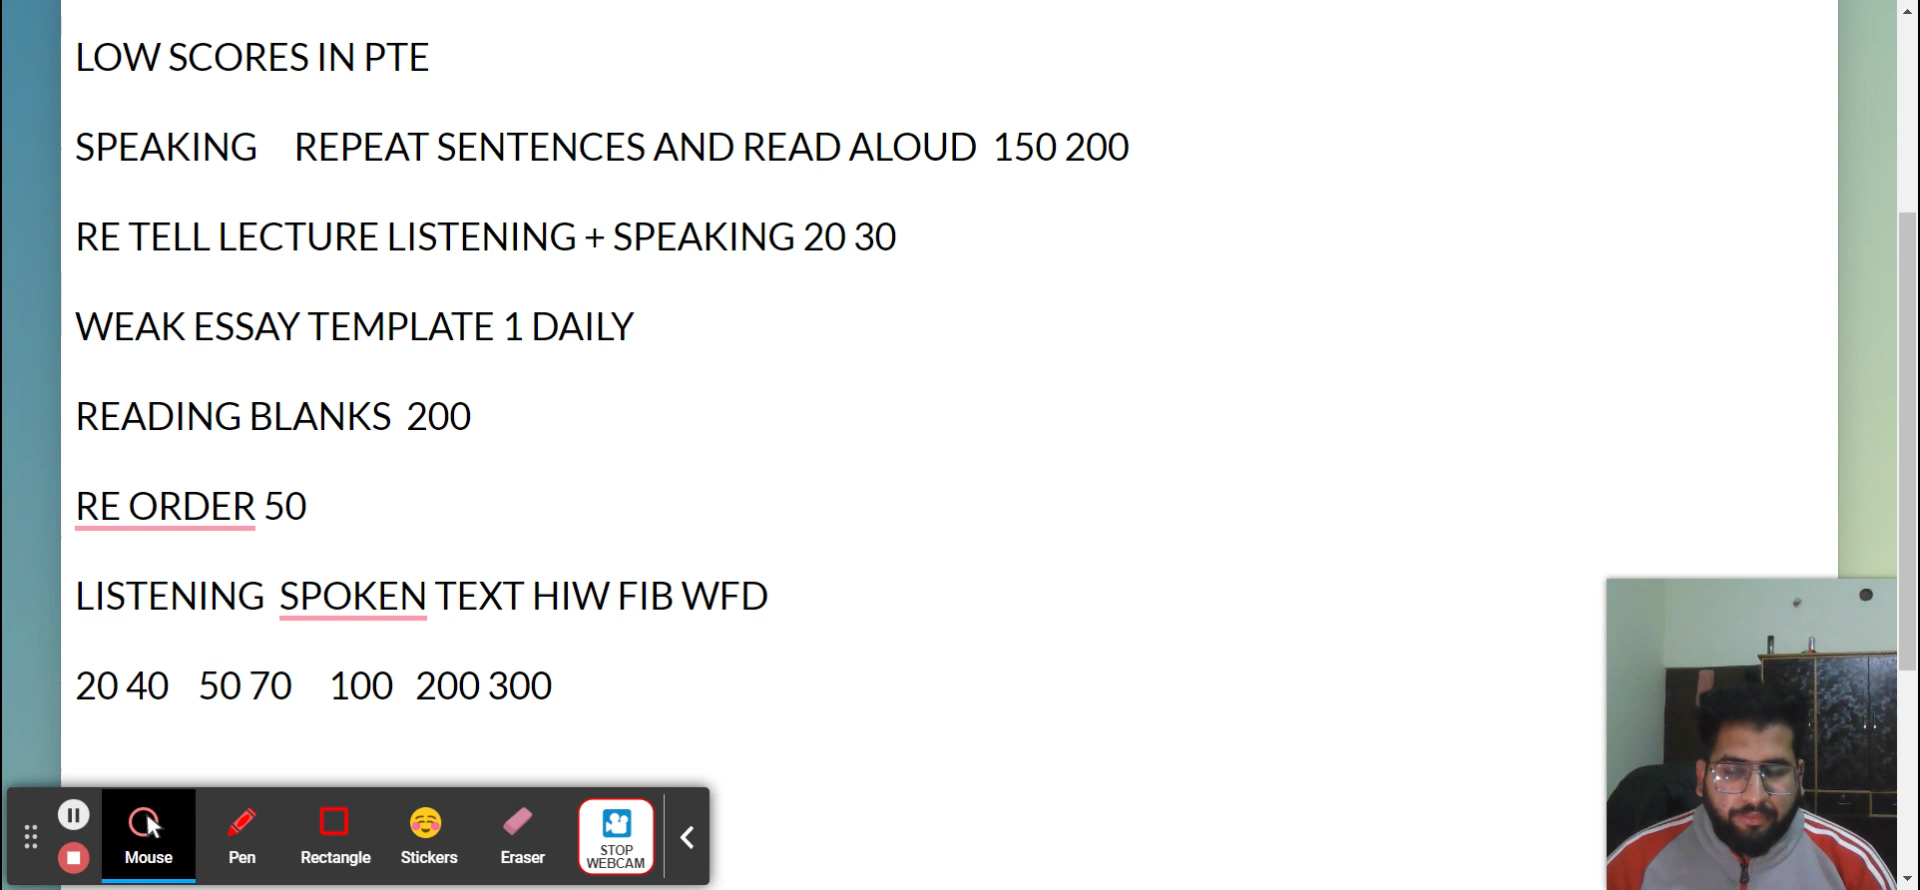 LOW SCORES IN PTE
SPEAKING REPEAT SENTENCES AND READ ALOUD 150 200
RE TELL LECTURE LISTENING + SPEAKING 20 30
WEAK ESSAY TEMPLATE 1 DAILY
READING BLANKS 200
RE ORDER 50
LISTENING SPOKEN TEXT HIW FIB WFD
20 40 50 70 100 200 300
Mouse Pen Rectangle Stickers Eraser STOP WEBCAM